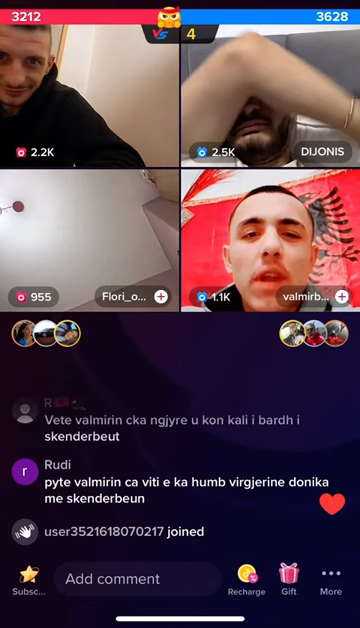 3212
3628
VS 4
2.2K
2.5K
DIJONIS
955
Flori_o...
1.1K
valmirb...
R
Vete valmirin cka ngjyre u kon kali i bardh i
skenderbeut
r
Rudi
pyte valmirin ca viti e ka humb virgjerine donika
me skenderbeun
user3521618070217 joined
Subsc...
Add comment
Recharge
Gift
More